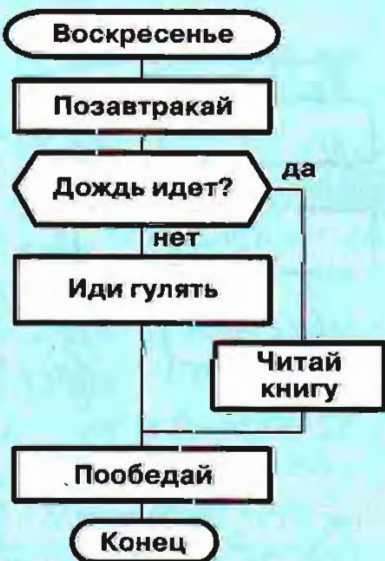 Воскресенье
Позавтракай
Дождь идет?
да
нет
Иди гулять
Читай
книгу
Пообедай
Конец